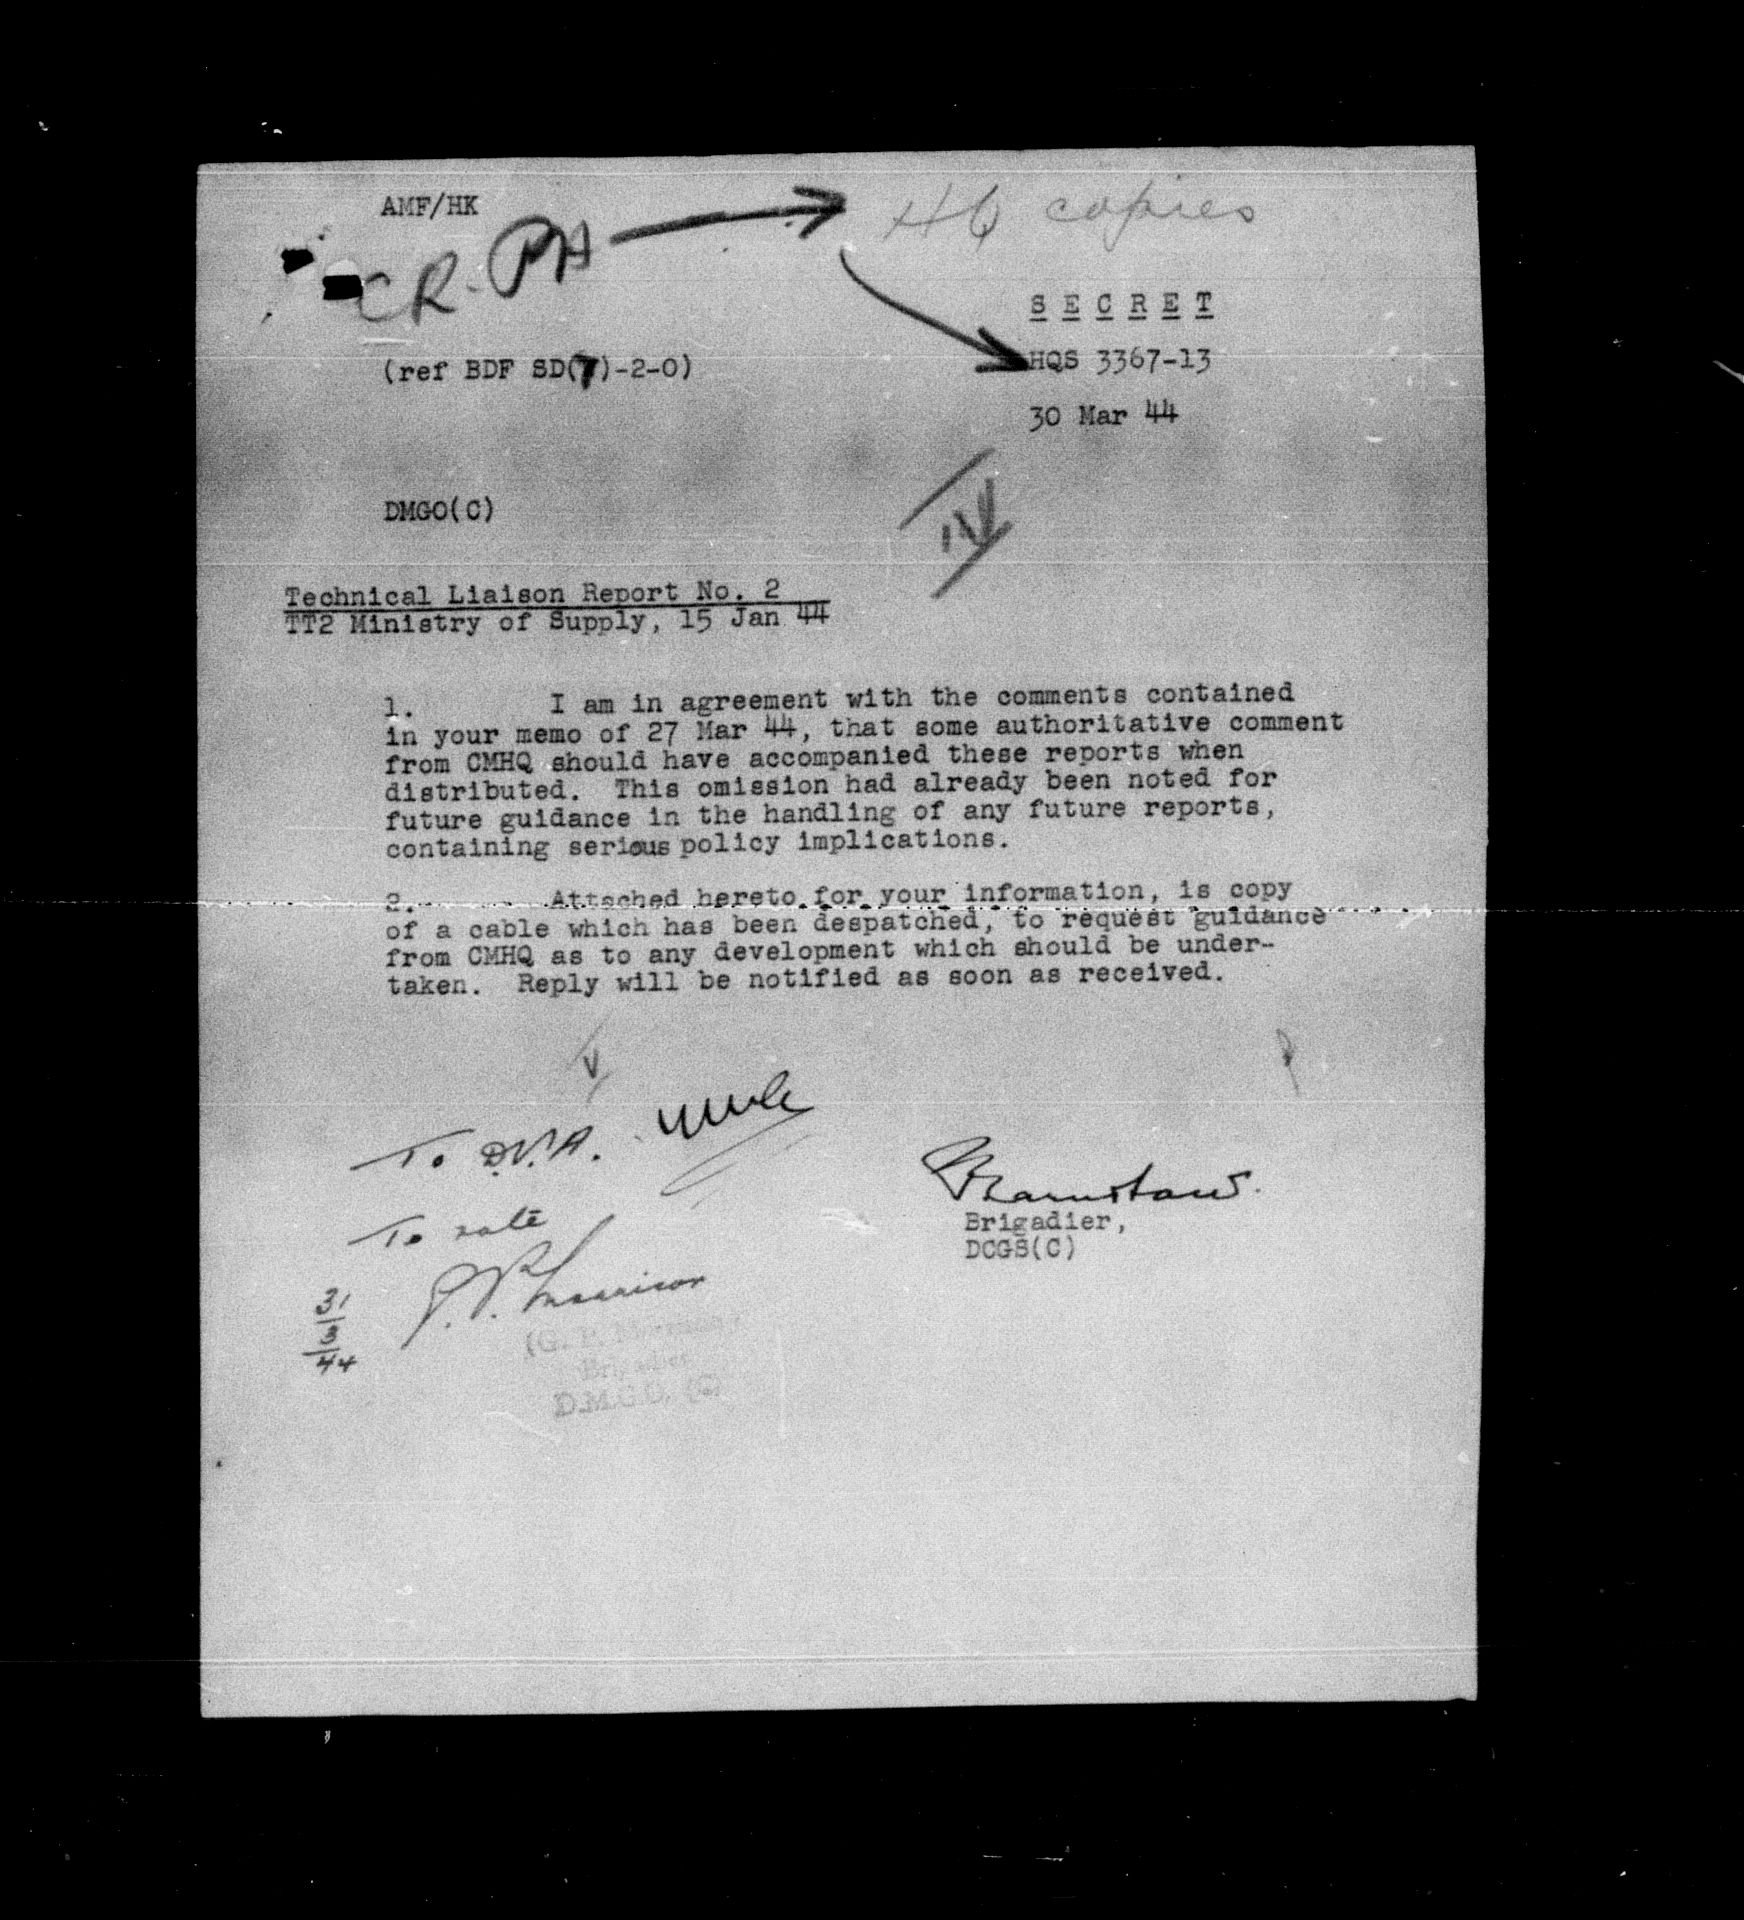 AMF/HK
CR. PA
HQ copies
S E C R E T
(ref BDF SD(7)-2-0)
HQS 3367-13
30 Mar 44
DMGO(C)
IV
Technical Liaison Report No. 2
TT2 Ministry of Supply, 15 Jan 44
1. I am in agreement with the comments contained
in your memo of 27 Mar 44, that some authoritative comment
from CMHQ should have accompanied these reports when
distributed. This omission had already been noted for
future guidance in the handling of any future reports,
containing serious policy implications.
2. Attached hereto for your information, is copy
of a cable which has been despatched, to request guidance
from CMHQ as to any development which should be under-
taken. Reply will be notified as soon as received.
V
To D.V.A.
To note
G. P. Morrison
31
3
44
Brigadier,
DCGS(C)
(G. P. Morrison)
Brigadier
D.M.G.O. (C)